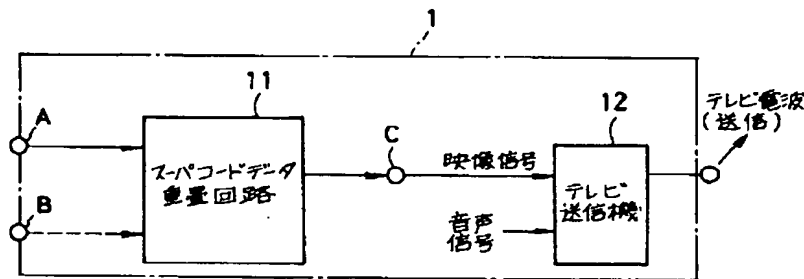 1
11
A
スーパコードデータ
重畳回路
B
C
映像信号
音声
信号
12
テレビ
送信機
テレビ電波
(送信)